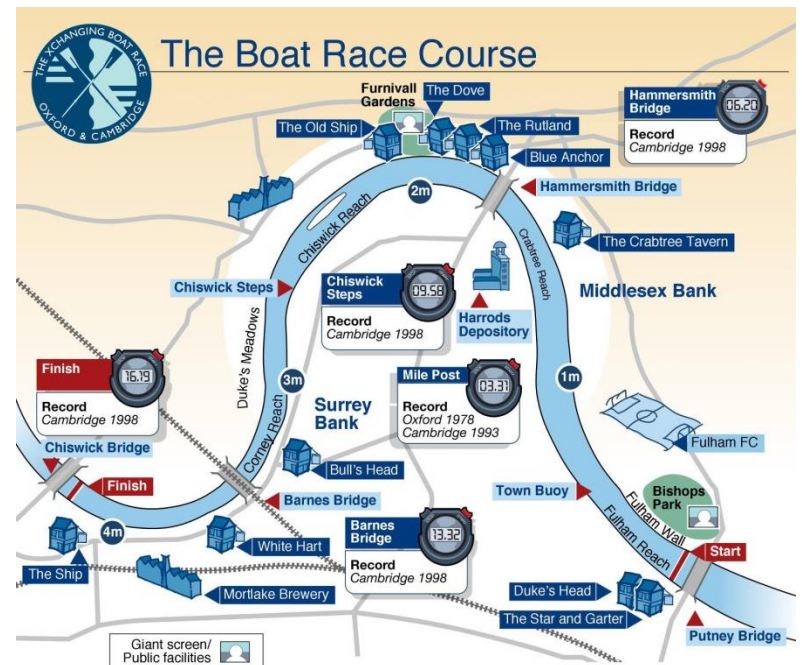 THE XCHANGING BOAT RACE
OXFORD & CAMBRIDGE
The Boat Race Course
Furnivall
Gardens
The Dove
The Old Ship
The Rutland
Blue Anchor
Hammersmith
Bridge
06.20
Record
Cambridge 1998
Hammersmith Bridge
2m
Chiswick Reach
Crabtree Reach
The Crabtree Tavern
Middlesex Bank
Chiswick Steps
Chiswick
Steps
09.58
Record
Cambridge 1998
Harrods
Depository
Duke's Meadows
3m
Finish
16.19
Record
Cambridge 1998
Surrey
Bank
Mile Post
03.31
Record
Oxford 1978
Cambridge 1993
1m
Fulham FC
Chiswick Bridge
Finish
Corney Reach
Bull's Head
Barnes Bridge
Town Buoy
Bishops
Park
Fulham Wall
Fulham Reach
Start
4m
The Ship
White Hart
Mortlake Brewery
Barnes
Bridge
13.32
Record
Cambridge 1998
Duke's Head
The Star and Garter
Putney Bridge
Giant screen/
Public facilities